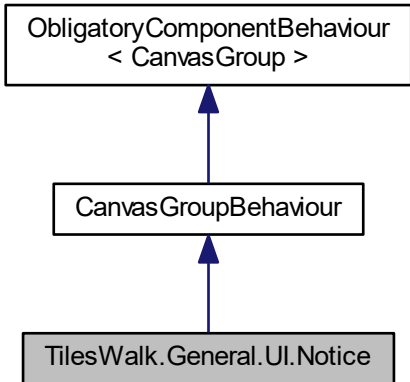 ObligatoryComponentBehaviour
< CanvasGroup >
CanvasGroupBehaviour
TilesWalk.General.UI.Notice